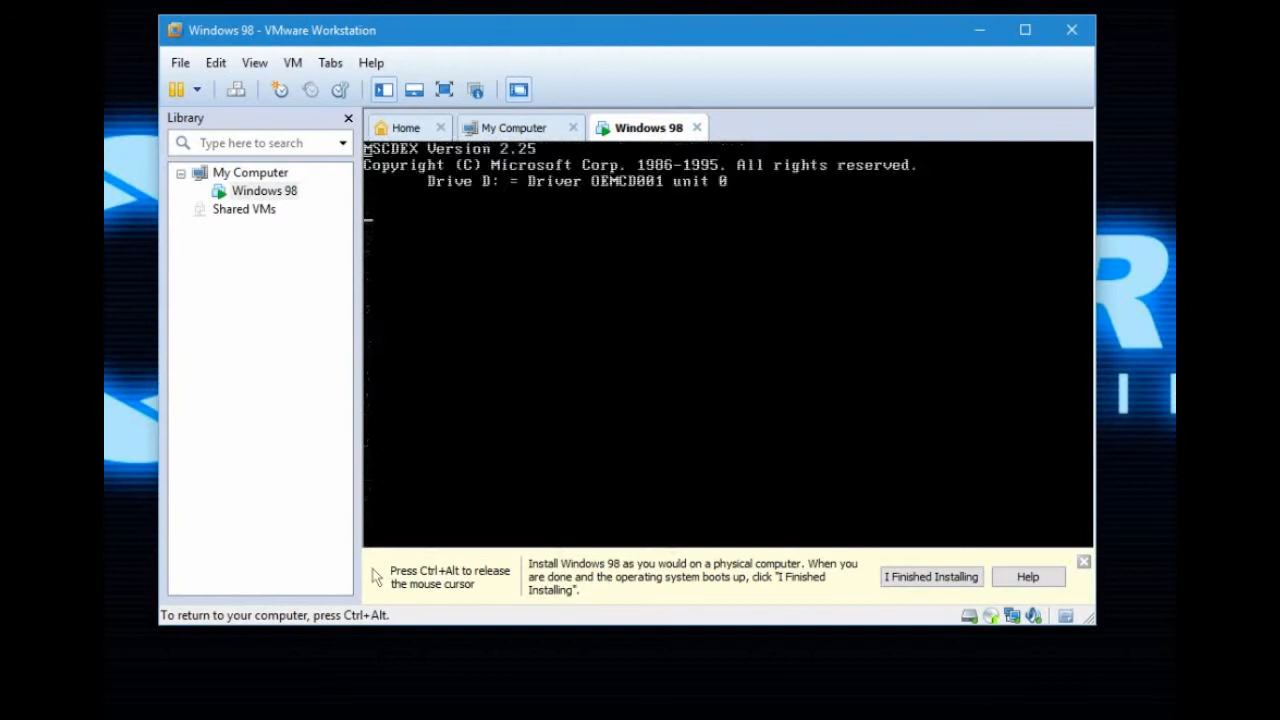 Windows 98 - VMware Workstation
File Edit View VM Tabs Help
Library
Type here to search
My Computer
Windows 98
Shared VMs
Home My Computer Windows 98
MSCDEX Version 2.25
Copyright (C) Microsoft Corp. 1986-1995. All rights reserved.
Drive D: = Driver OEMCD001 unit 0
Press Ctrl+Alt to release
the mouse cursor
Install Windows 98 as you would on a physical computer. When you
are done and the operating system boots up, click "I Finished
Installing".
I Finished Installing
Help
To return to your computer, press Ctrl+Alt.
R